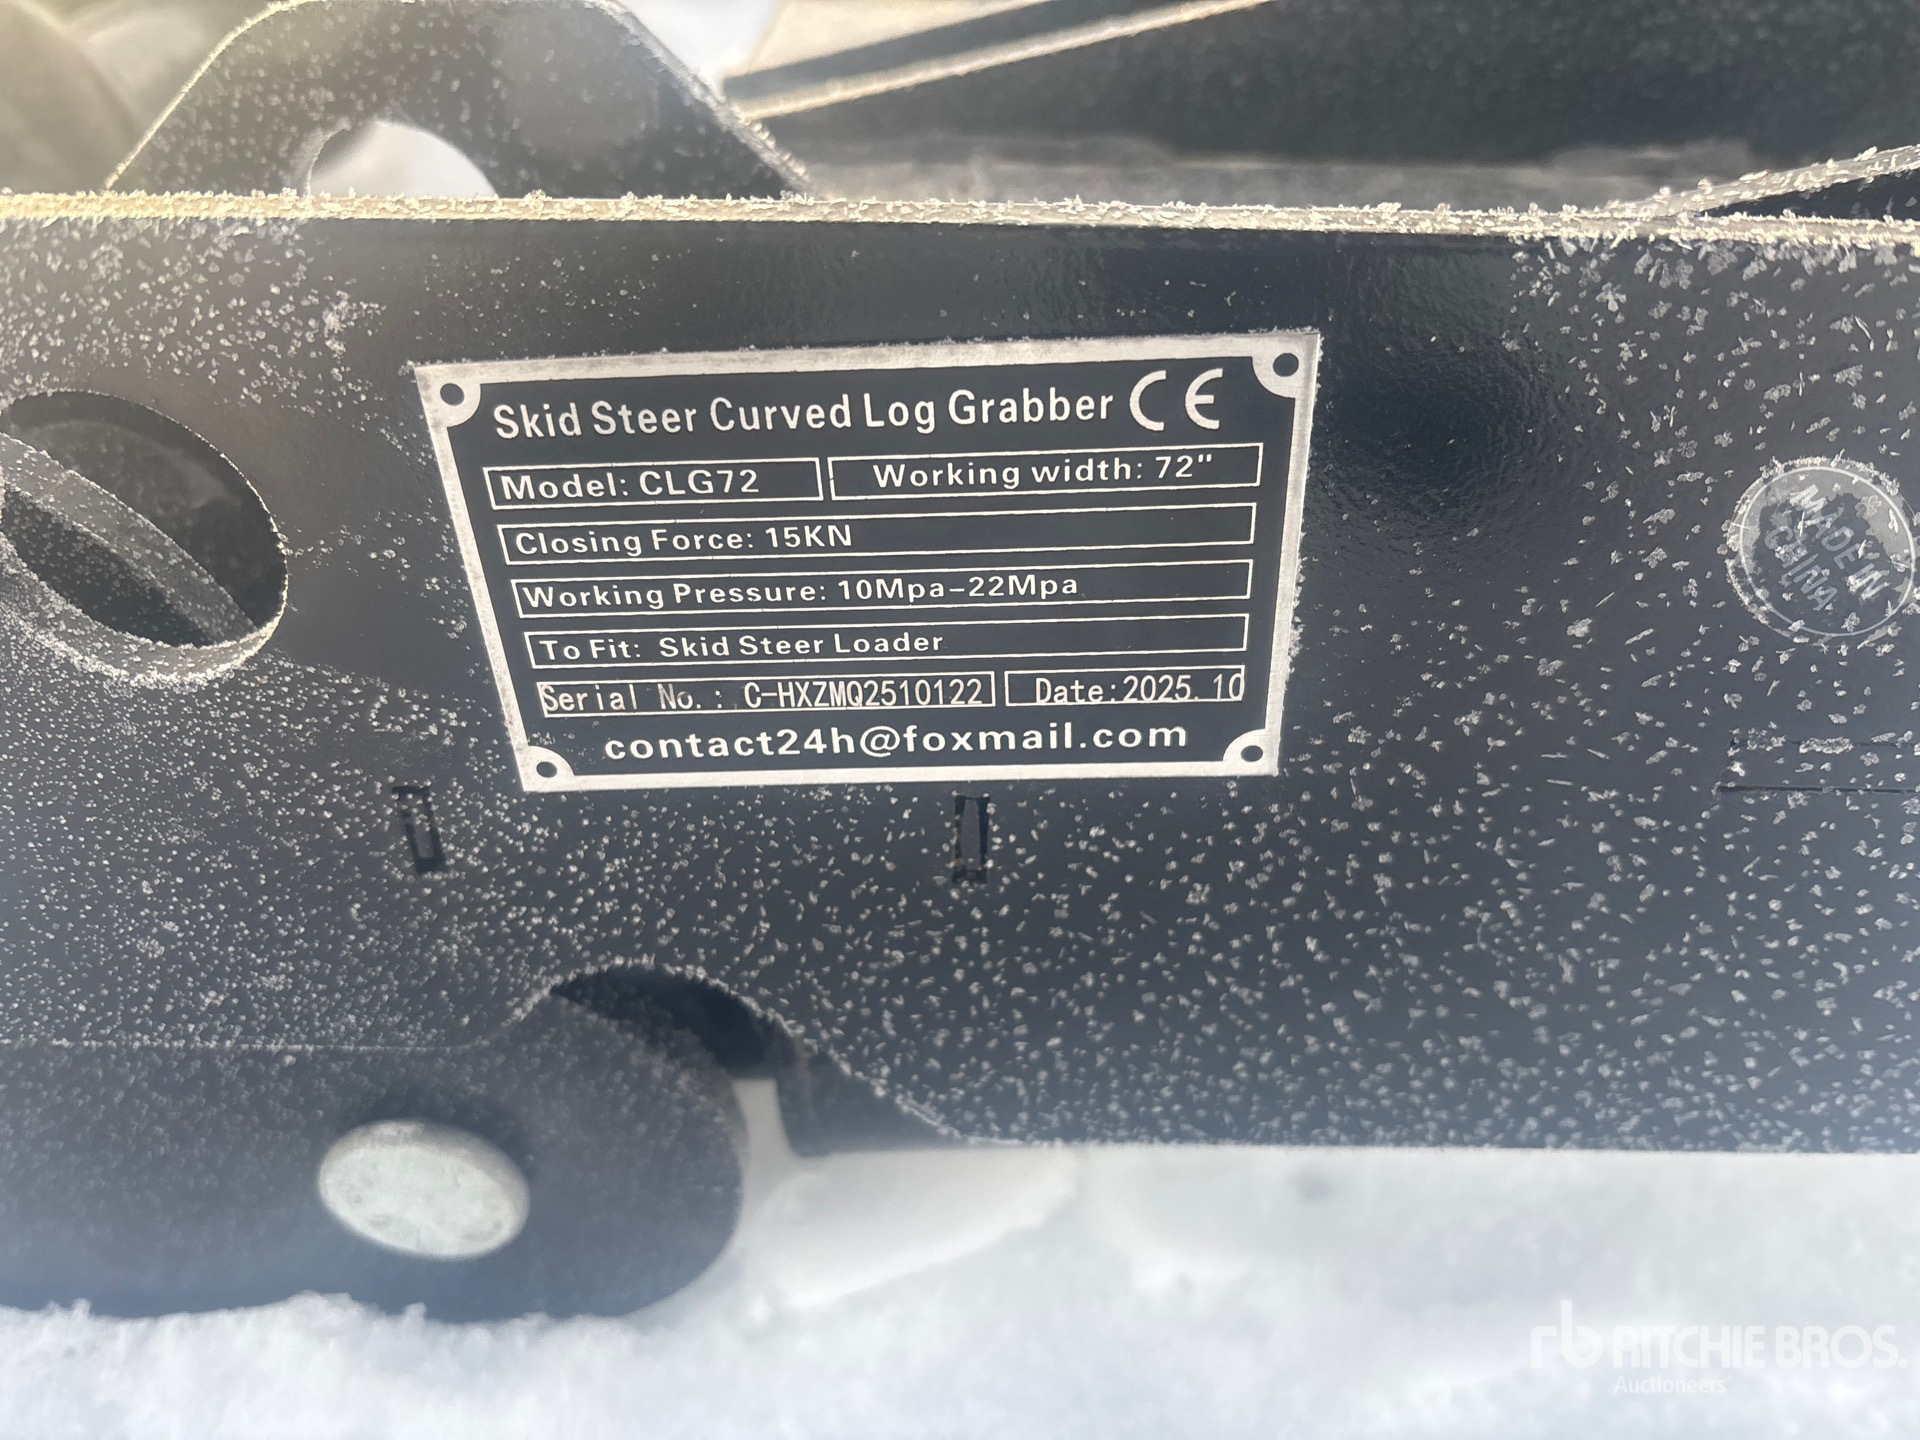 Skid Steer Curved Log Grabber CE
Model: CLG72
Working width: 72"
Closing Force: 15KN
Working Pressure: 10Mpa-22Mpa
To Fit: Skid Steer Loader
Serial No.: C-HXZMQ2510122
Date:2025.10
contact24h@foxmail.com
MADE IN
CHINA
rb RITCHIE BROS.
Auctioneers